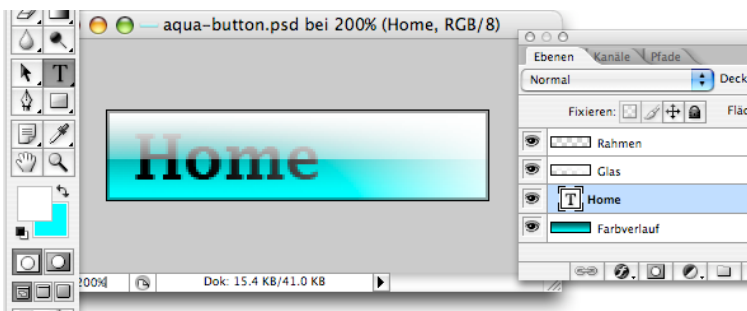 aqua-button.psd bei 200% (Home, RGB/8)
T
Home
200%
Dok: 15.4 KB/41.0 KB
Ebenen Kanäle Pfade
Normal
Deck
Fixieren:
Fläc
Rahmen
Glas
T Home
Farbverlauf